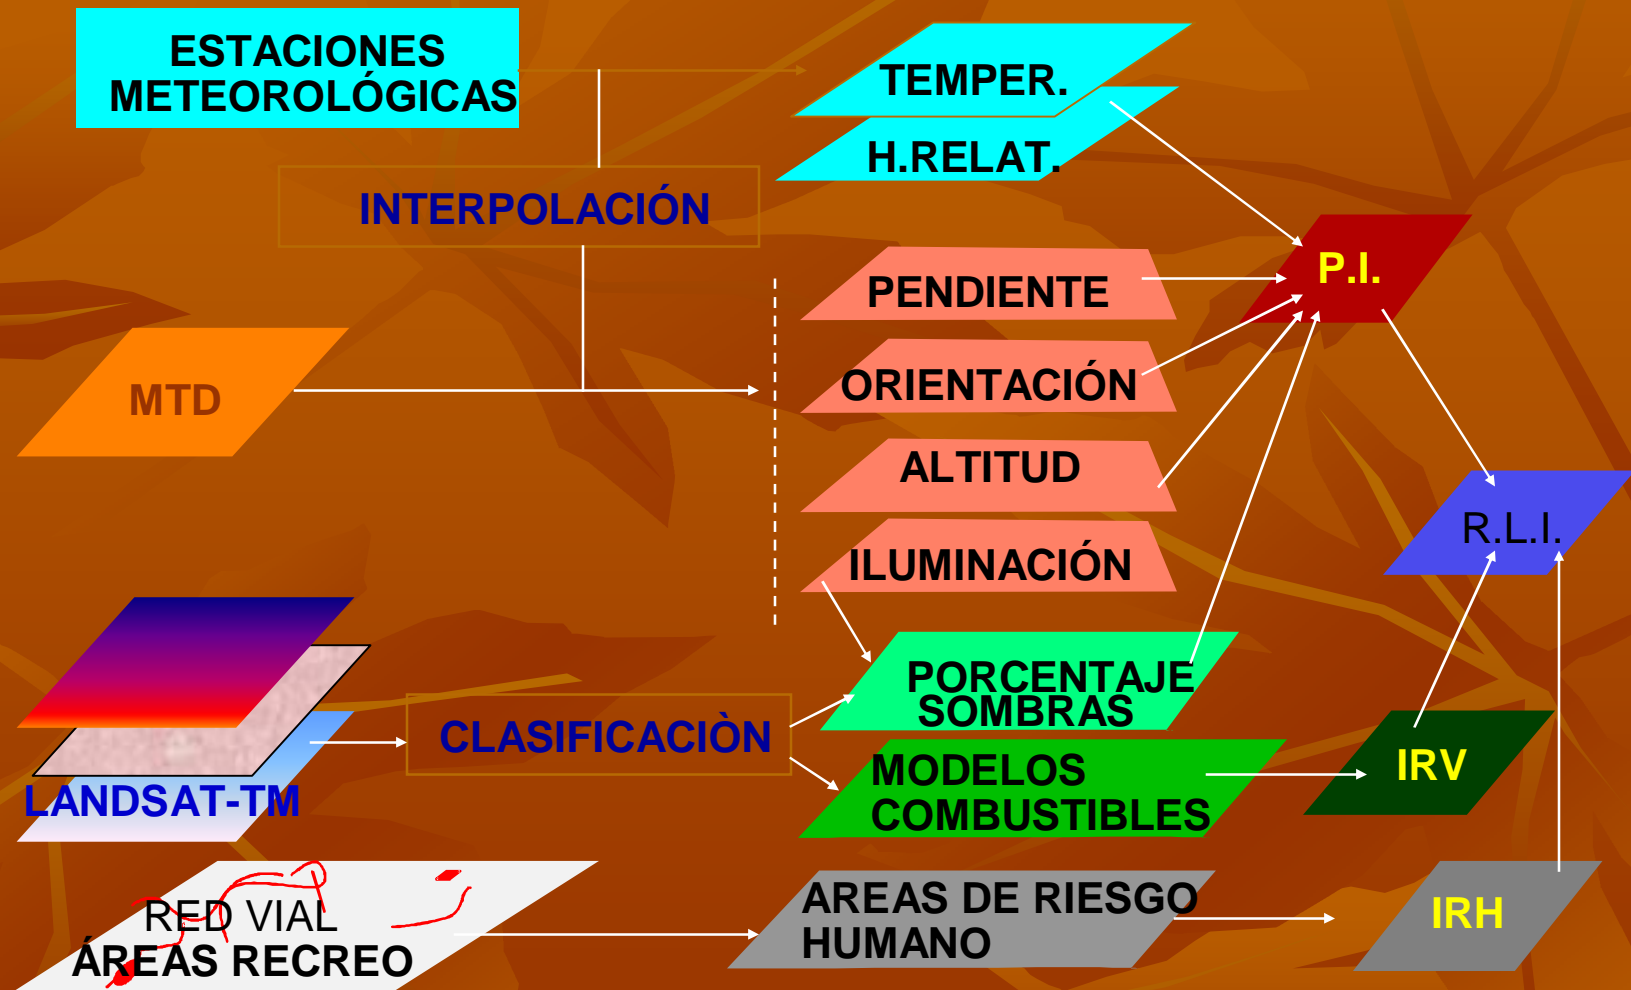 ESTACIONES
METEOROLÓGICAS
TEMPER.
H.RELAT.
INTERPOLACIÓN
P.I.
PENDIENTE
MTD
ORIENTACIÓN
ALTITUD
R.L.I.
ILUMINACIÓN
PORCENTAJE
SOMBRAS
CLASIFICACIÒN
LANDSAT-TM
MODELOS
COMBUSTIBLES
IRV
RED VIAL
ÁREAS RECREO
AREAS DE RIESGO
HUMANO
IRH